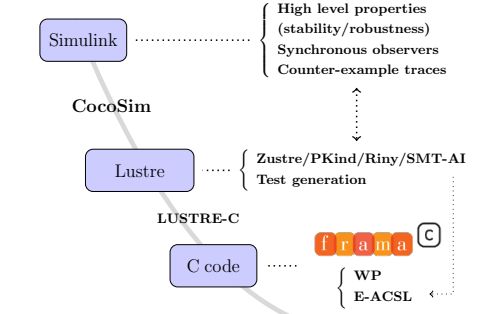 High level properties
Simulink
(stability/robustness)
Synchronous observers
Counter-example traces
CocoSim
Zustre/PKind/Riny/SMT-AI
Lustre
Test generation
LUSTRE-C
frama C
C code
WP
E-ACSL